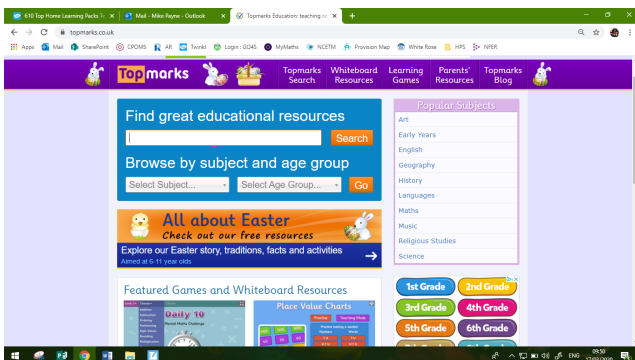 610 Top Home Learning Packs
Mail - Mike Payne - Outlook
Topmarks Education: teaching re
topmarks.co.uk
Apps
Mail
SharePoint
CPOMS
AR
Twinkl
Login : GO4S
MyMaths
NCETM
Provision Map
White Rose
HPS
NFER
Topmarks
Topmarks Search
Whiteboard Resources
Learning Games
Parents' Resources
Topmarks Blog
Find great educational resources
Search
Browse by subject and age group
Select Subject...
Select Age Group...
Go
All about Easter
Check out our free resources
Explore our Easter story, traditions, facts and activities
Aimed at 6-11 year olds
Featured Games and Whiteboard Resources
Daily 10
Mental Maths Challenge
Place Value Charts
Practise
Teaching Mode
Popular Subjects
Art
Early Years
English
Geography
History
Languages
Maths
Music
Religious Studies
Science
1st Grade
2nd Grade
3rd Grade
4th Grade
5th Grade
6th Grade
ENG
09:50